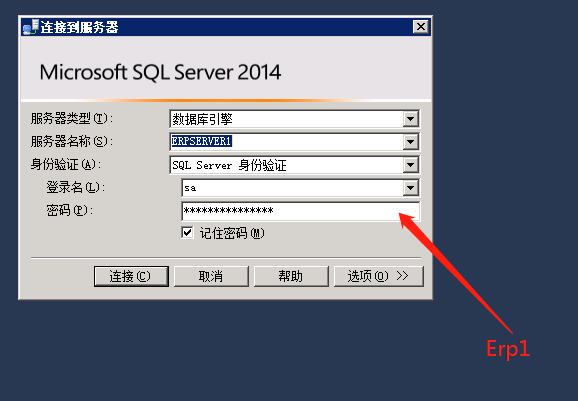 连接到服务器
Microsoft SQL Server 2014
服务器类型(T): 数据库引擎
服务器名称(S): ERPSERVER1
身份验证(A): SQL Server 身份验证
登录名(L): sa
密码(P): ***************
记住密码(M)
连接(C) 取消 帮助 选项(O) >>
Erp1